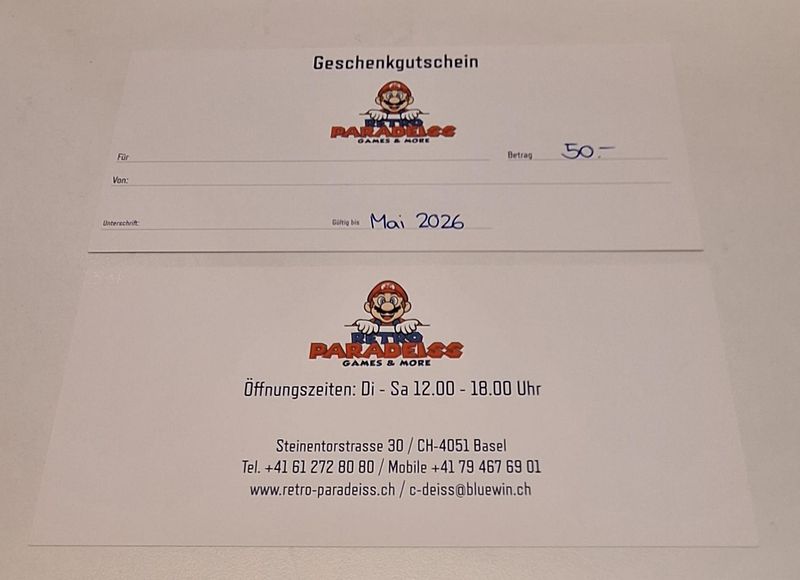 Geschenkgutschein
RETRO
PARADEISS
GAMES & MORE
Für
Betrag 50.–
Von:
Unterschrift: Gültig bis Mai 2026
RETRO
PARADEISS
GAMES & MORE
Öffnungszeiten: Di - Sa 12.00 - 18.00 Uhr
Steinentorstrasse 30 / CH-4051 Basel
Tel. +41 61 272 80 80 / Mobile +41 79 467 69 01
www.retro-paradeiss.ch / c-deiss@bluewin.ch